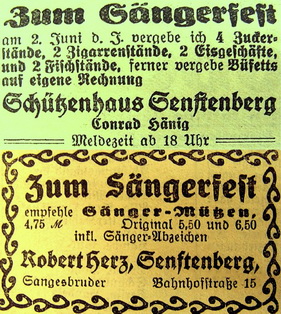 Zum Sängerfest
am 2. Juni d. J. vergebe ich 4 Zucker-
stände, 2 Zigarrenstände, 2 Eisgeschäfte,
und 2 Fischstände, ferner vergebe Büfetts
auf eigene Rechnung
Schützenhaus Senftenberg
Conrad Hänig
Meldezeit ab 18 Uhr
Zum Sängerfest
empfehle Sänger-Mützen,
4,75 M Original 5,50 und 6,50
inkl. Sänger-Abzeichen
Robert Herz, Senftenberg,
Sangesbruder Bahnhofstraße 15